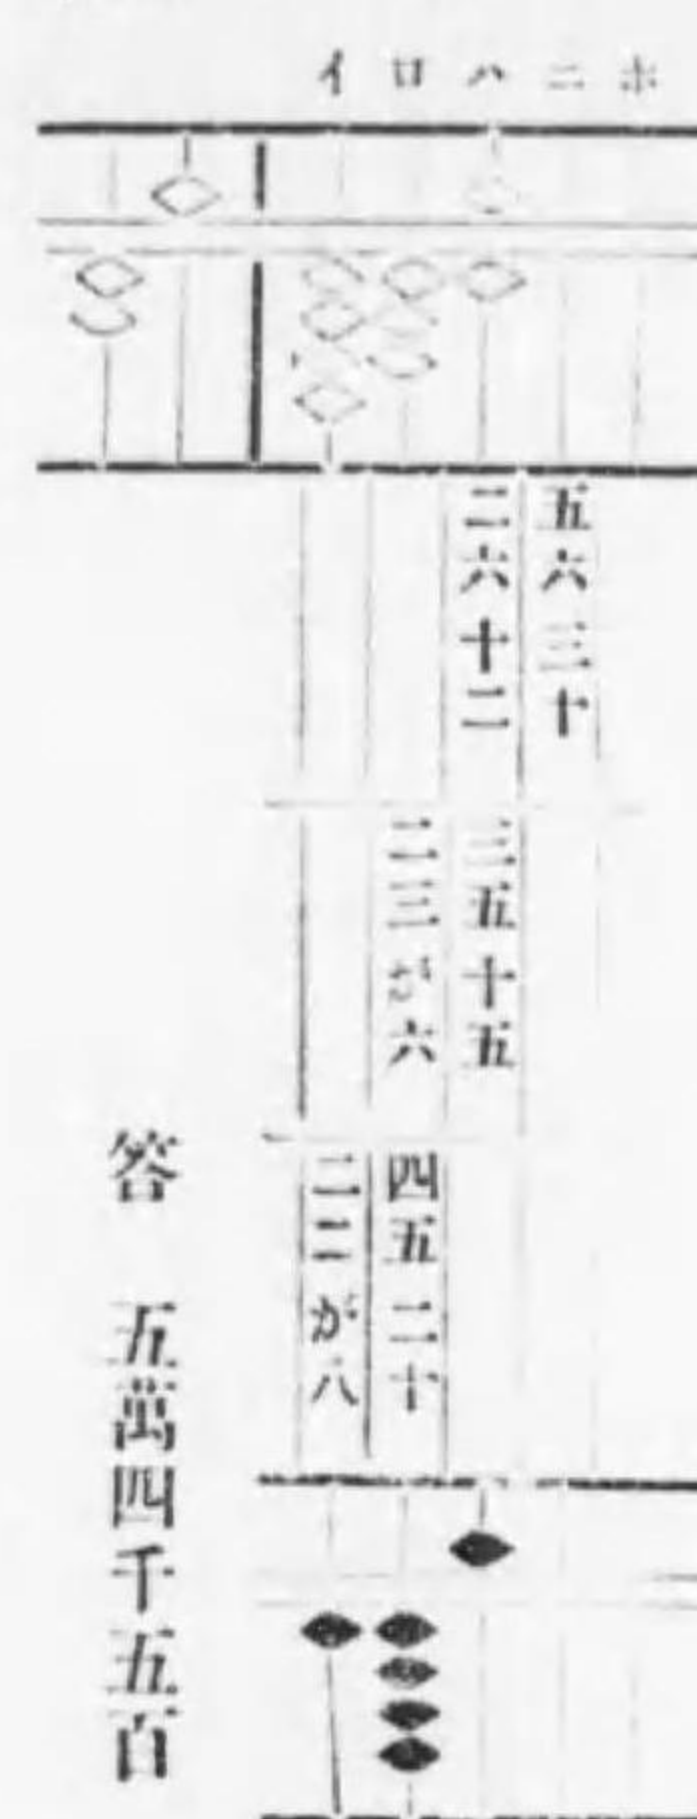 イ ロ ハ ニ ホ
五六三十
二六十二
三五十五
二三が六
四五二十
二二が八
答 五萬四千五百